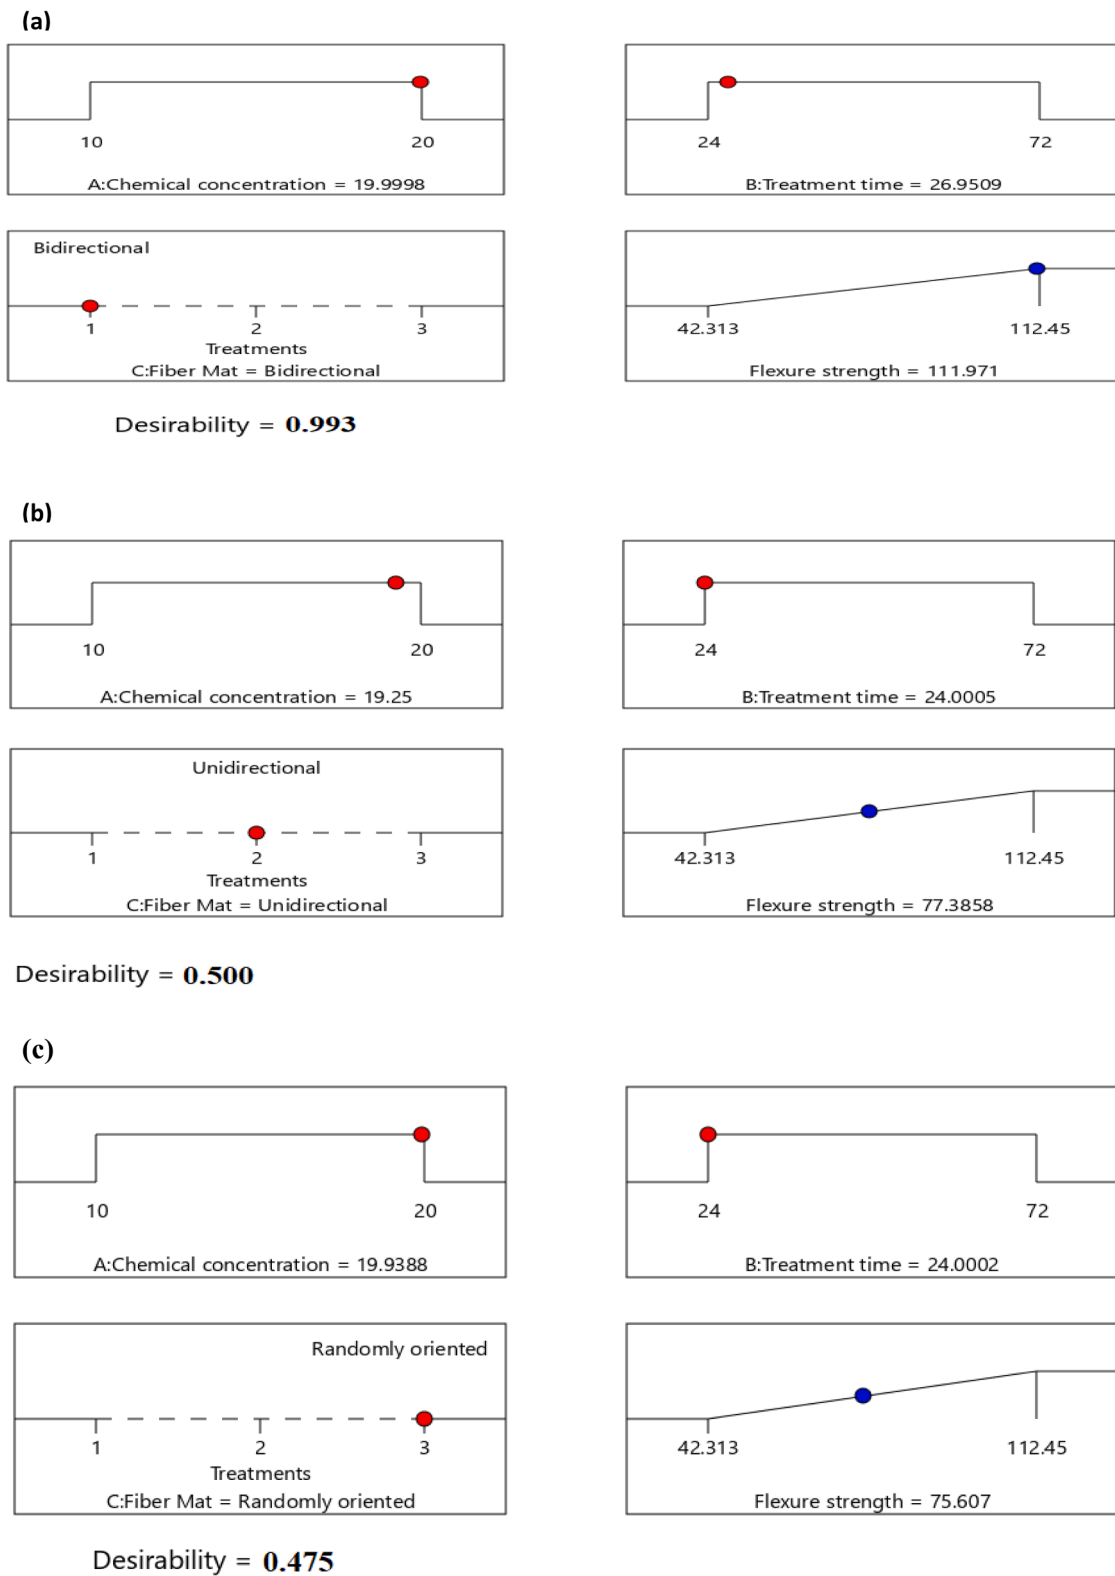 (a)
10 20
A:Chemical concentration = 19.9998
24 72
B:Treatment time = 26.9509
Bidirectional
1 2 3
Treatments
C:Fiber Mat = Bidirectional
42.313 112.45
Flexure strength = 111.971
Desirability = 0.993
(b)
10 20
A:Chemical concentration = 19.25
24 72
B:Treatment time = 24.0005
Unidirectional
1 2 3
Treatments
C:Fiber Mat = Unidirectional
42.313 112.45
Flexure strength = 77.3858
Desirability = 0.500
(c)
10 20
A:Chemical concentration = 19.9388
24 72
B:Treatment time = 24.0002
Randomly oriented
1 2 3
Treatments
C:Fiber Mat = Randomly oriented
42.313 112.45
Flexure strength = 75.607
Desirability = 0.475